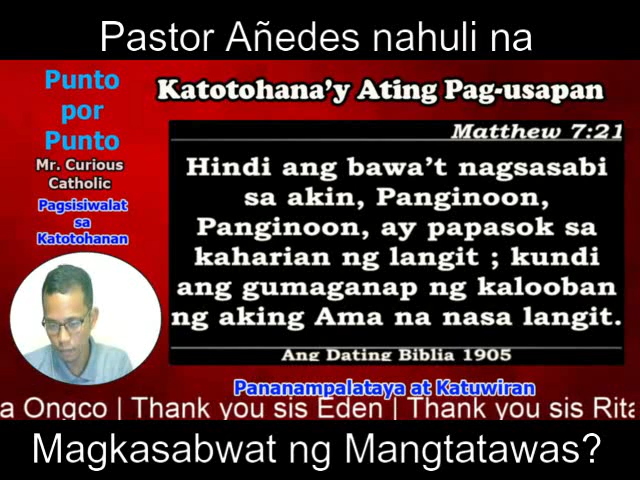 Pastor Añedes nahuli na
Punto
por
Punto
Mr. Curious
Catholic
Pagsisiwalat
sa
Katotohanan
Katotohana'y Ating Pag-usapan
Matthew 7:21
Hindi ang bawa't nagsasabi
sa akin, Panginoon,
Panginoon, ay papasok sa
kaharian ng langit ; kundi
ang gumaganap ng kalooban
ng aking Ama na nasa langit.
Ang Dating Biblia 1905
Pananampalataya at Katuwiran
a Ongco | Thank you sis Eden | Thank you sis Rita
Magkasabwat ng Mangtatawas?